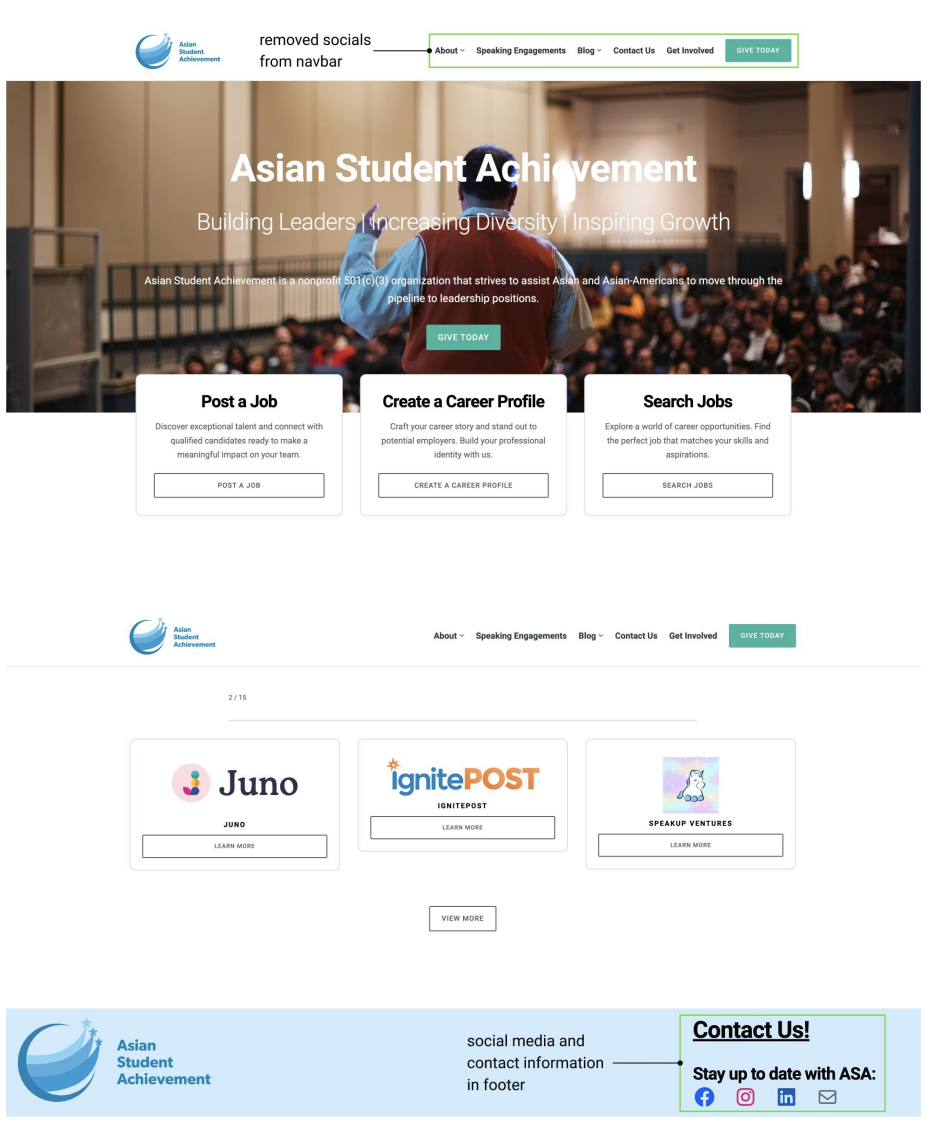 Asian
Student
Achievement
removed socials
from navbar
About
Speaking Engagements
Blog
Contact Us
Get Involved
GIVE TODAY
Asian Student Achievement
Building Leaders | Increasing Diversity | Inspiring Growth
Asian Student Achievement is a nonprofit 501(c)(3) organization that strives to assist Asian and Asian-Americans to move through the
pipeline to leadership positions.
GIVE TODAY
Post a Job
Discover exceptional talent and connect with
qualified candidates ready to make a
meaningful impact on your team.
POST A JOB
Create a Career Profile
Craft your career story and stand out to
potential employers. Build your professional
identity with us.
CREATE A CAREER PROFILE
Search Jobs
Explore a world of career opportunities. Find
the perfect job that matches your skills and
aspirations.
SEARCH JOBS
Asian
Student
Achievement
About
Speaking Engagements
Blog
Contact Us
Get Involved
GIVE TODAY
2 / 15
Juno
JUNO
LEARN MORE
ignitePOST
IGNITEPOST
LEARN MORE
SPEAKUP VENTURES
LEARN MORE
VIEW MORE
Asian
Student
Achievement
social media and
contact information
in footer
Contact Us!
Stay up to date with ASA: